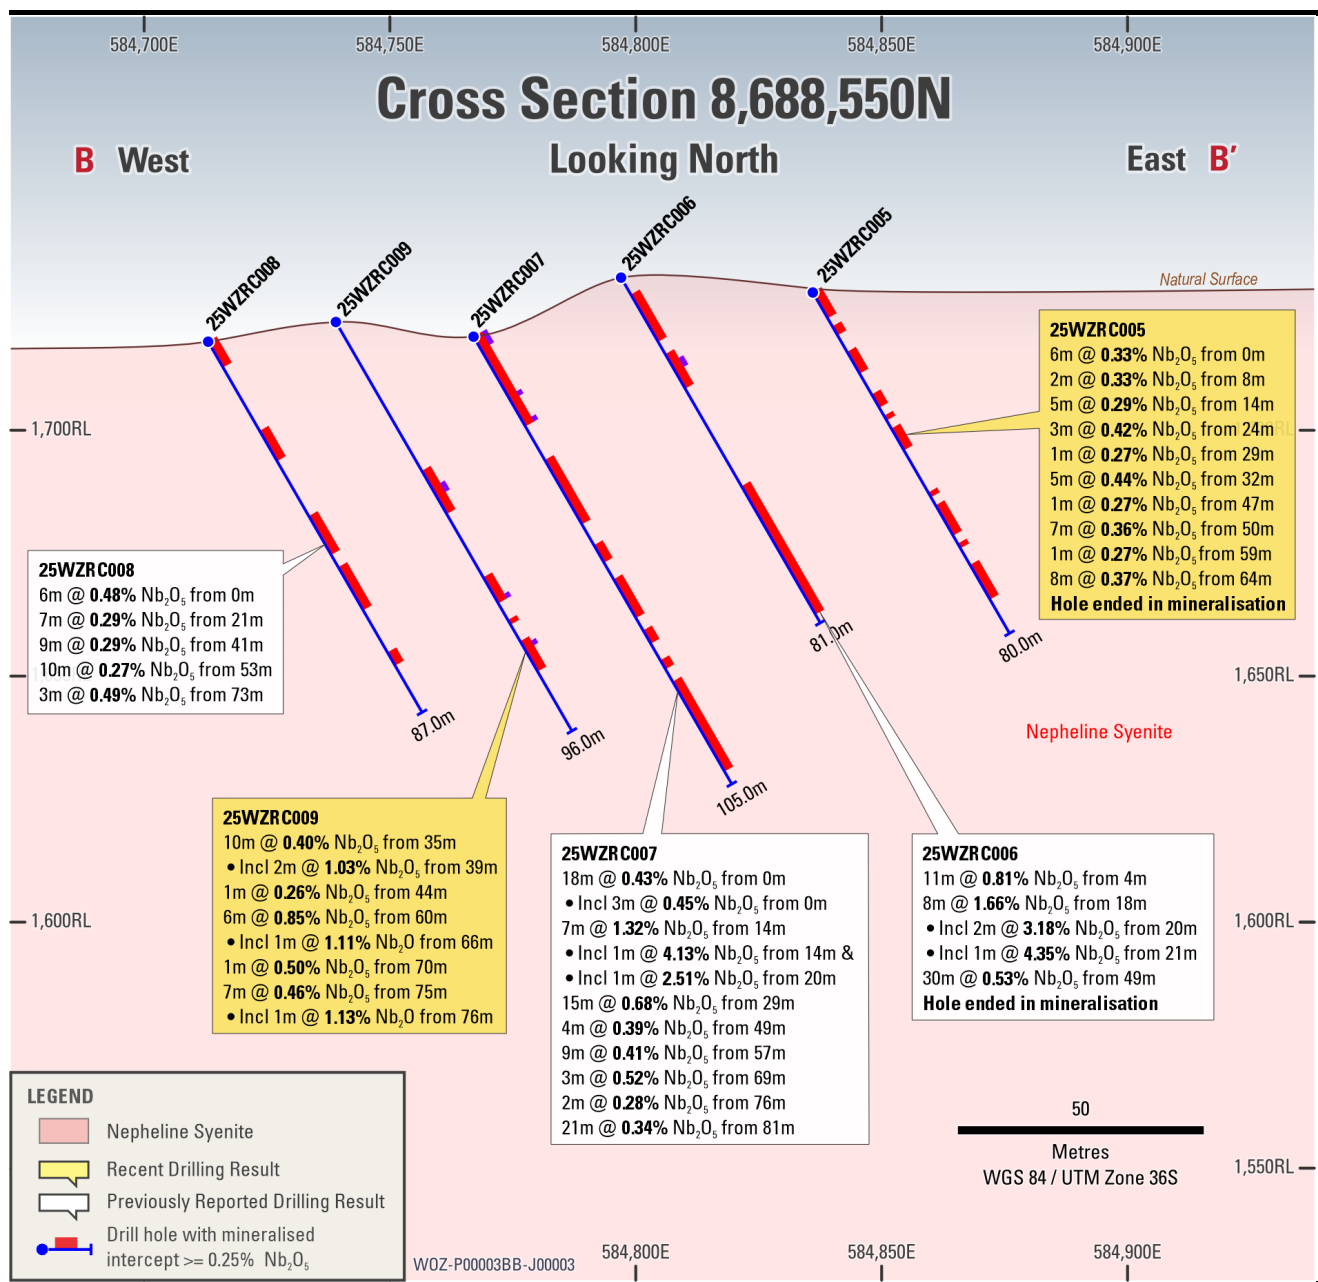 584,700E 584,750E 584,800E 584,850E 584,900E
Cross Section 8,688,550N
B West Looking North East B′
25WZRC008
25WZRC009
25WZRC007
25WZRC006
25WZRC005
Natural Surface
1,700RL
25WZRC005
6m @ 0.33% Nb₂O₅ from 0m
2m @ 0.33% Nb₂O₅ from 8m
5m @ 0.29% Nb₂O₅ from 14m
3m @ 0.42% Nb₂O₅ from 24m
1m @ 0.27% Nb₂O₅ from 29m
5m @ 0.44% Nb₂O₅ from 32m
1m @ 0.27% Nb₂O₅ from 47m
7m @ 0.36% Nb₂O₅ from 50m
1m @ 0.27% Nb₂O₅ from 59m
8m @ 0.37% Nb₂O₅ from 64m
Hole ended in mineralisation
25WZRC008
6m @ 0.48% Nb₂O₅ from 0m
7m @ 0.29% Nb₂O₅ from 21m
9m @ 0.29% Nb₂O₅ from 41m
10m @ 0.27% Nb₂O₅ from 53m
3m @ 0.49% Nb₂O₅ from 73m
87.0m
96.0m
105.0m
81.0m
80.0m
1,650RL
Nepheline Syenite
25WZRC009
10m @ 0.40% Nb₂O₅ from 35m
• Incl 2m @ 1.03% Nb₂O₅ from 39m
1m @ 0.26% Nb₂O₅ from 44m
6m @ 0.85% Nb₂O₅ from 60m
• Incl 1m @ 1.11% Nb₂O from 66m
1m @ 0.50% Nb₂O₅ from 70m
7m @ 0.46% Nb₂O₅ from 75m
• Incl 1m @ 1.13% Nb₂O from 76m
25WZRC007
18m @ 0.43% Nb₂O₅ from 0m
• Incl 3m @ 0.45% Nb₂O₅ from 0m
7m @ 1.32% Nb₂O₅ from 14m
• Incl 1m @ 4.13% Nb₂O₅ from 14m &
• Incl 1m @ 2.51% Nb₂O₅ from 20m
15m @ 0.68% Nb₂O₅ from 29m
4m @ 0.39% Nb₂O₅ from 49m
9m @ 0.41% Nb₂O₅ from 57m
3m @ 0.52% Nb₂O₅ from 69m
2m @ 0.28% Nb₂O₅ from 76m
21m @ 0.34% Nb₂O₅ from 81m
25WZRC006
11m @ 0.81% Nb₂O₅ from 4m
8m @ 1.66% Nb₂O₅ from 18m
• Incl 2m @ 3.18% Nb₂O₅ from 20m
• Incl 1m @ 4.35% Nb₂O₅ from 21m
30m @ 0.53% Nb₂O₅ from 49m
Hole ended in mineralisation
1,600RL 1,600RL
LEGEND
Nepheline Syenite
Recent Drilling Result
Previously Reported Drilling Result
Drill hole with mineralised
intercept >= 0.25% Nb₂O₅
50
Metres
WGS 84 / UTM Zone 36S
1,550RL
WOZ-P00003BB-J00003
584,800E 584,850E 584,900E